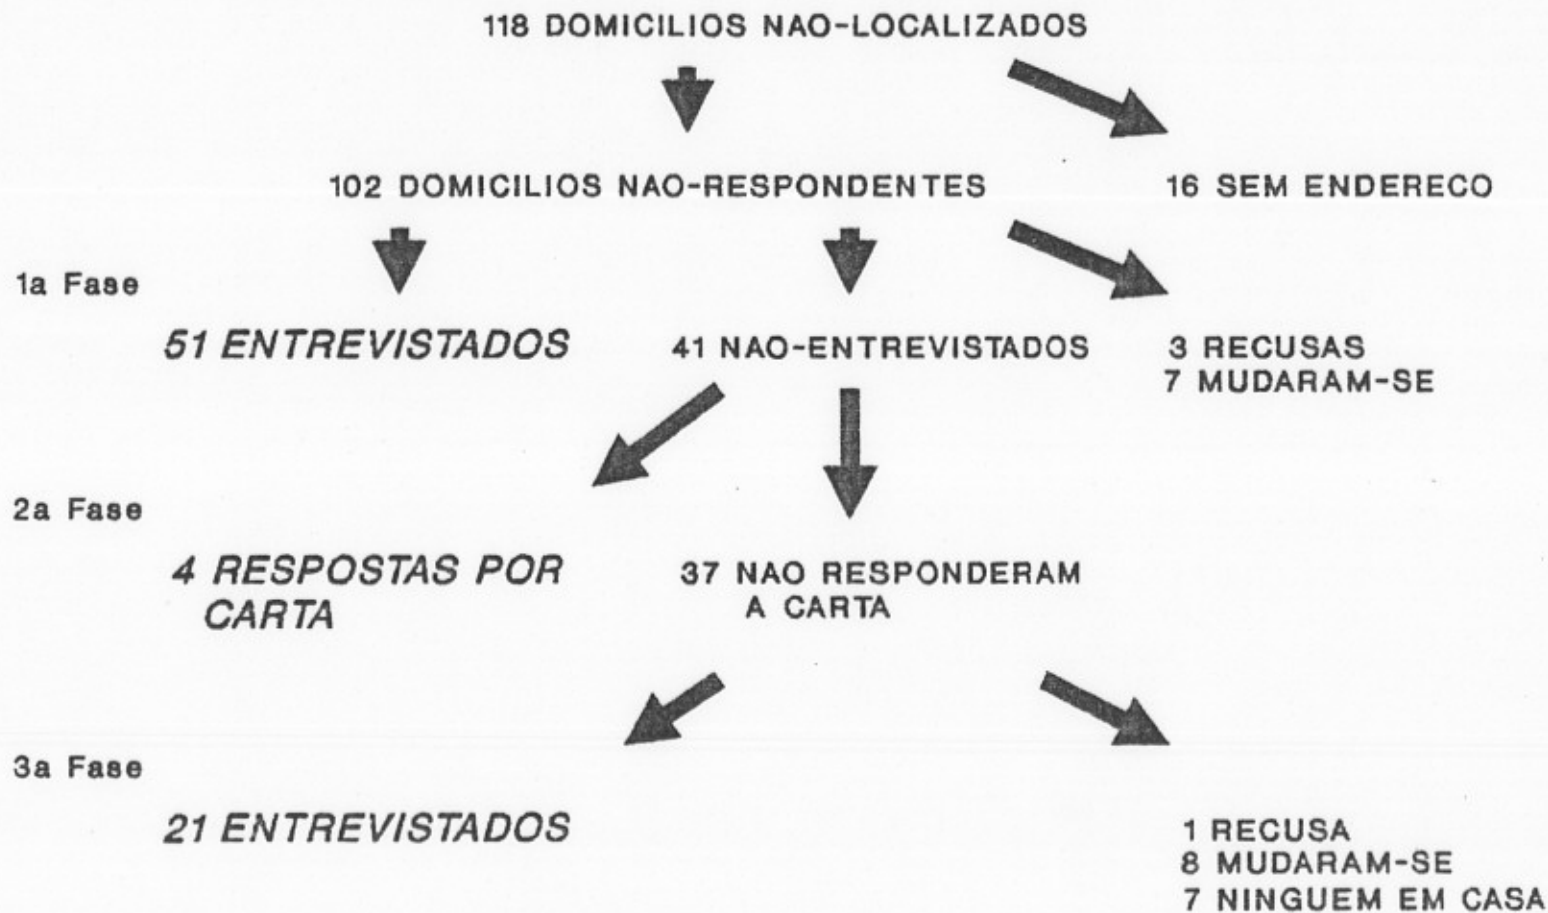 118 DOMICILIOS NAO-LOCALIZADOS
102 DOMICILIOS NAO-RESPONDENTES
16 SEM ENDERECO
1a Fase
51 ENTREVISTADOS
41 NAO-ENTREVISTADOS
3 RECUSAS
7 MUDARAM-SE
2a Fase
4 RESPOSTAS POR
CARTA
37 NAO RESPONDERAM
A CARTA
3a Fase
21 ENTREVISTADOS
1 RECUSA
8 MUDARAM-SE
7 NINGUEM EM CASA